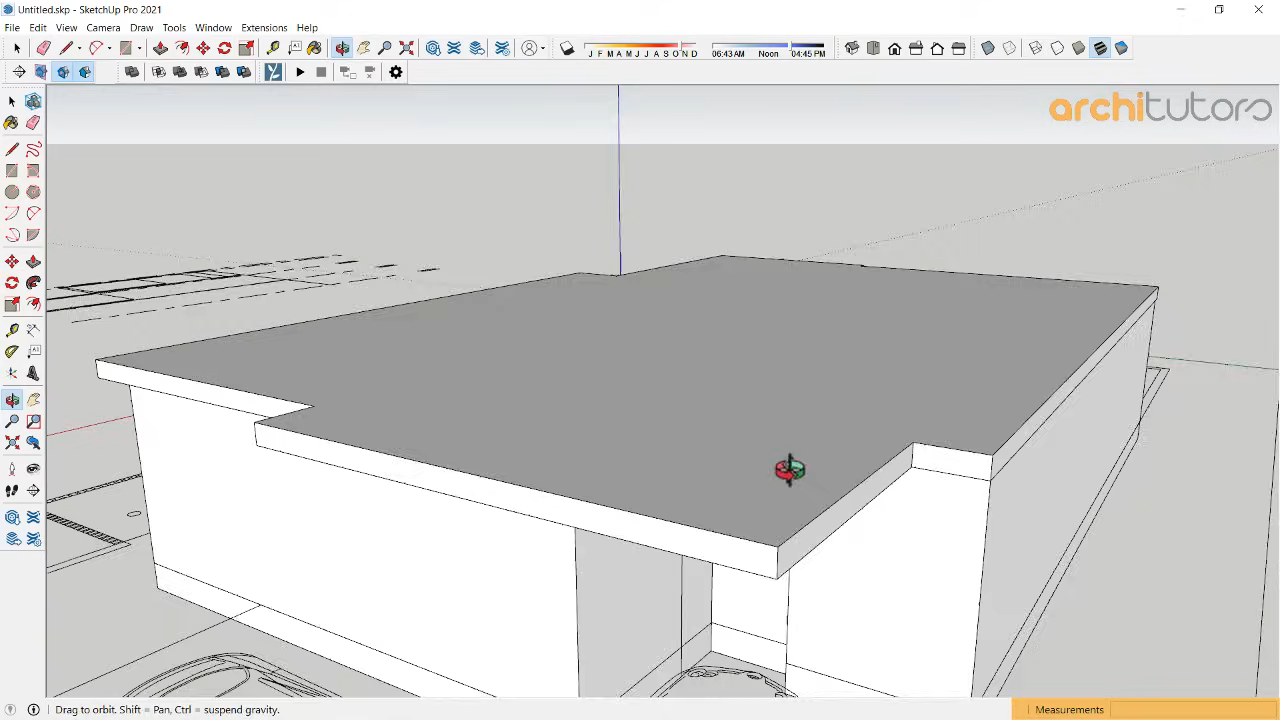 Untitled.skp - SketchUp Pro 2021
File Edit View Camera Draw Tools Window Extensions Help
J F M A M J J A S O N D 06:43 AM Noon 04:45 PM
architutors
Drag to orbit. Shift = Pan, Ctrl = suspend gravity. Measurements